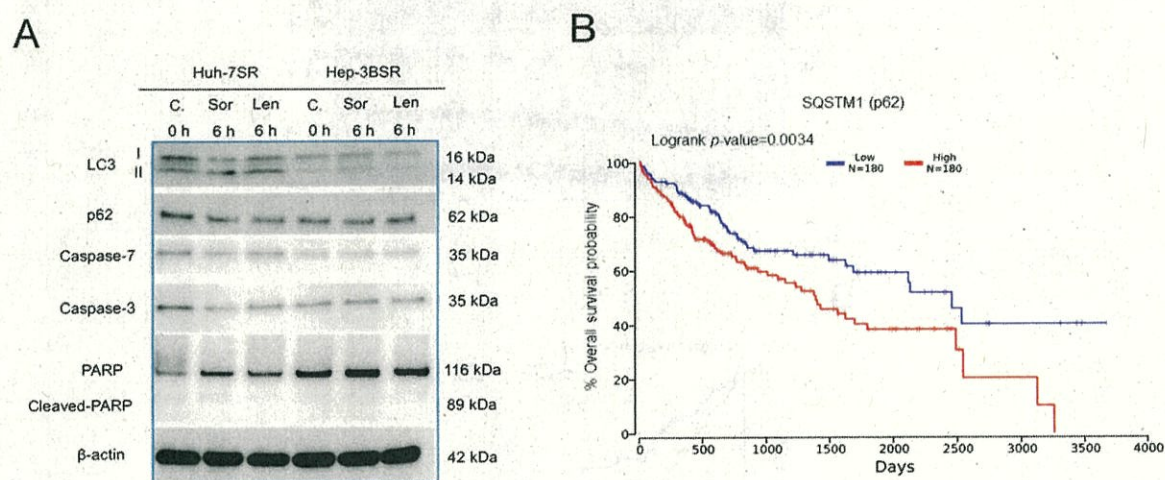 A
Huh-7SR Hep-3BSR
C. Sor Len C. Sor Len
0 h 6 h 6 h 0 h 6 h 6 h
LC3 I 16 kDa
II 14 kDa
p62 62 kDa
Caspase-7 35 kDa
Caspase-3 35 kDa
PARP 116 kDa
Cleaved-PARP 89 kDa
β-actin 42 kDa
B
SQSTM1 (p62)
Logrank p-value=0.0034
Low High
N=180 N=180
% Overall survival probability
100
80
60
40
20
0
0 500 1000 1500 2000 2500 3000 3500 4000
Days